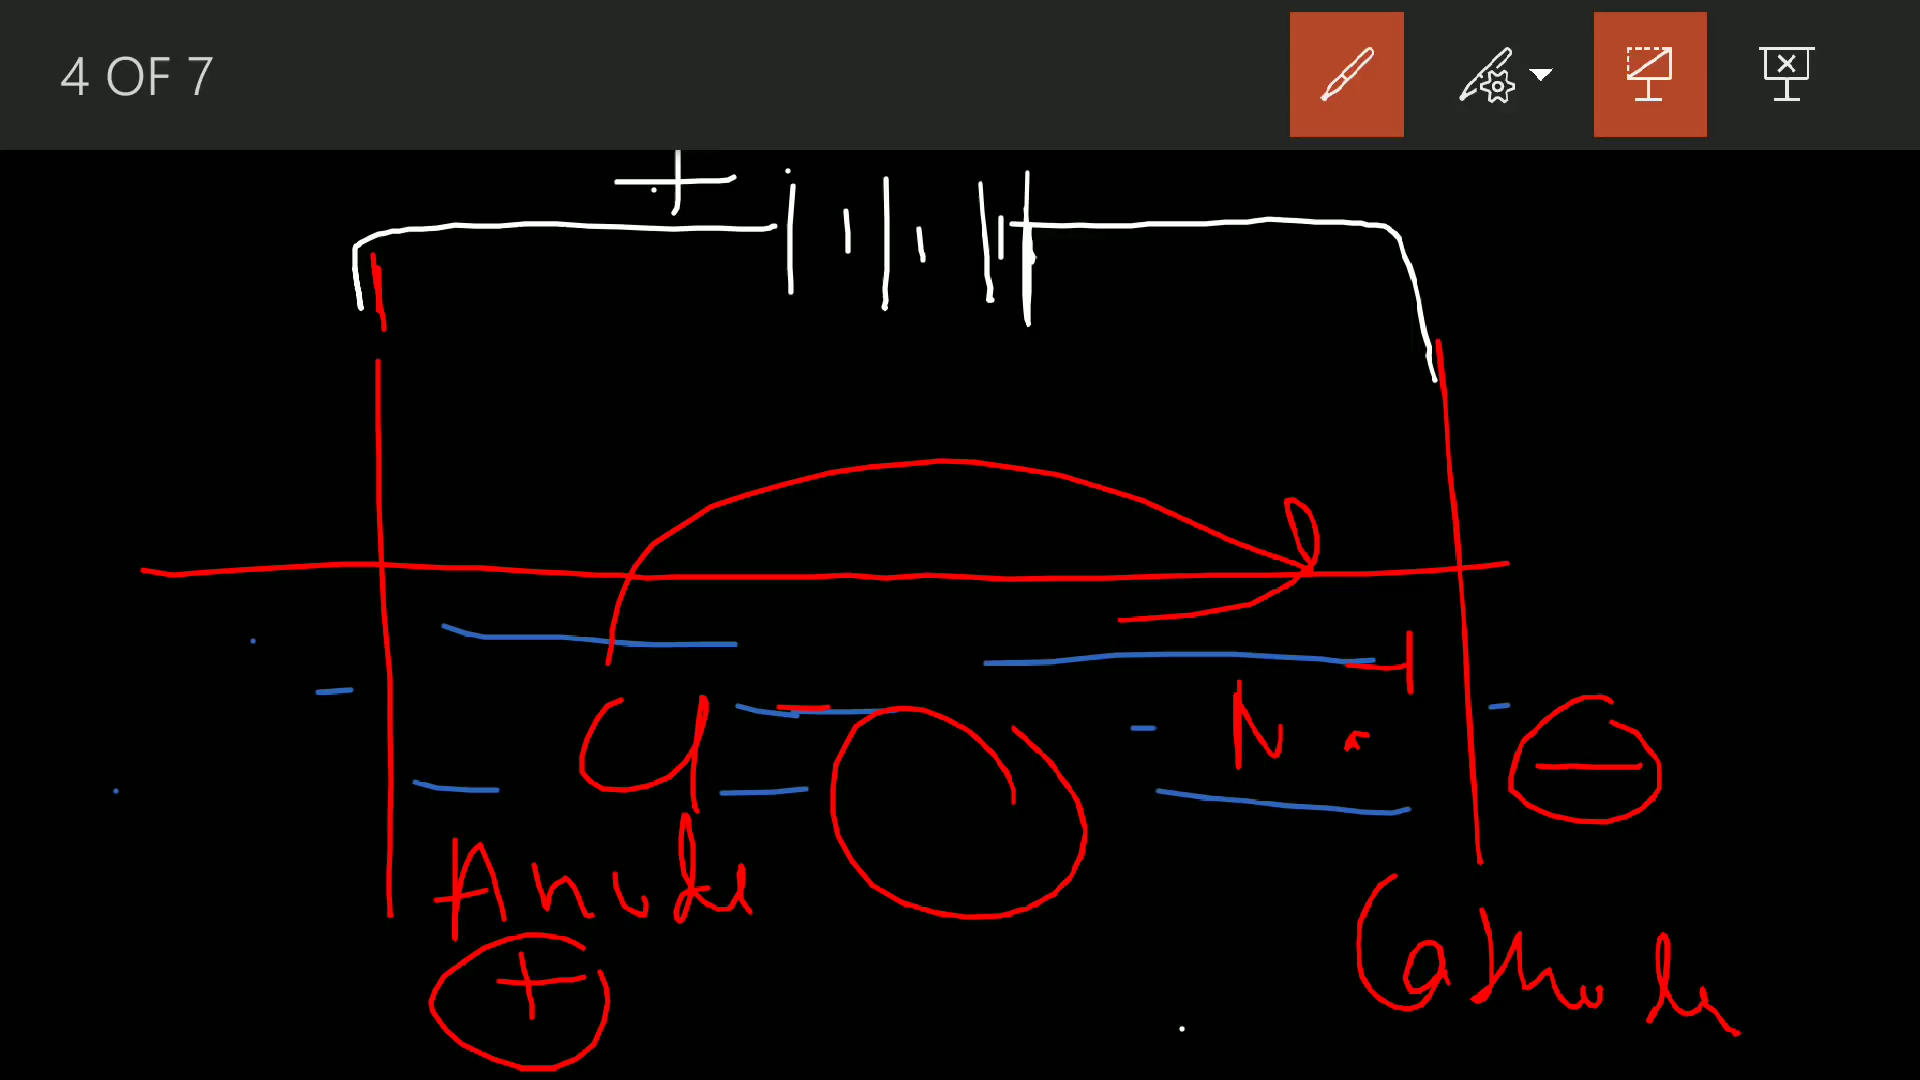 4 OF 7
+
Cl -
Na +
-
Anode
+
Cathode